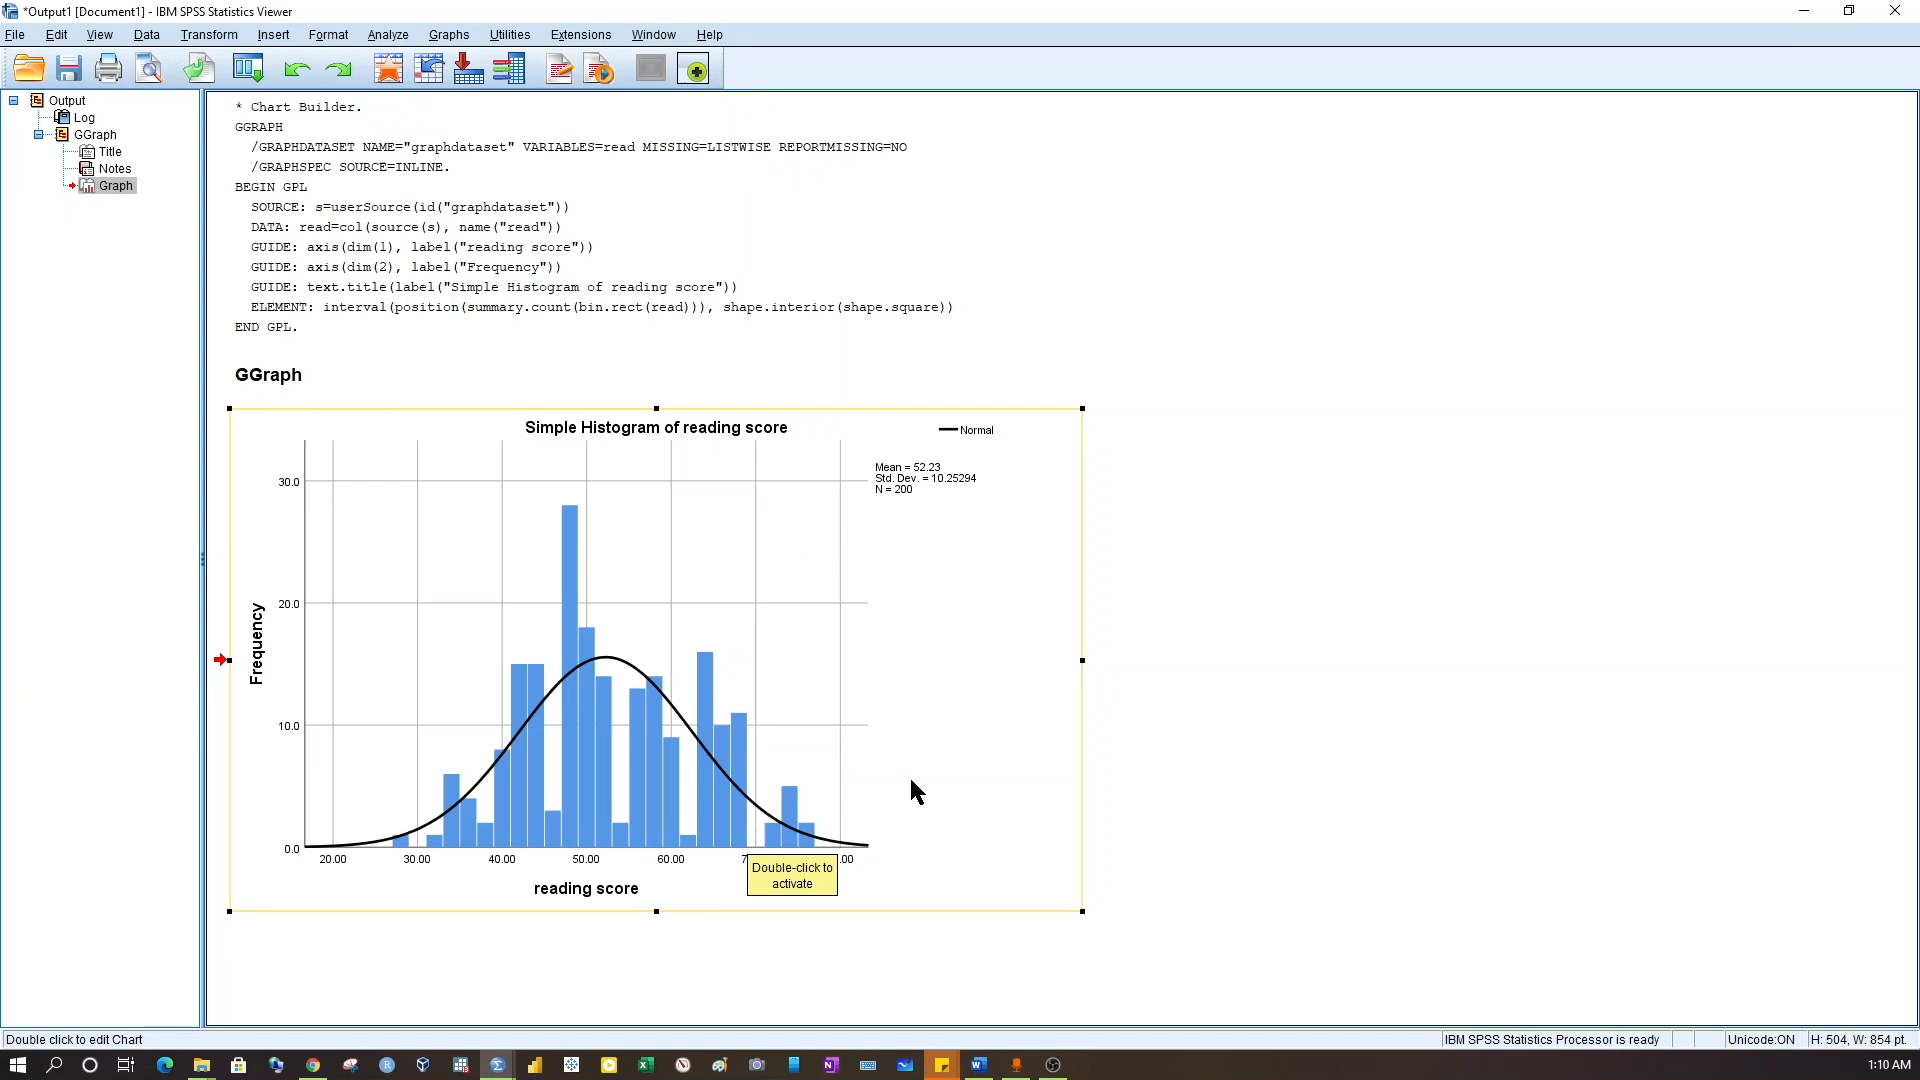 *Output1 [Document1] - IBM SPSS Statistics Viewer
File Edit View Data Transform Insert Format Analyze Graphs Utilities Extensions Window Help
Output
Log
GGraph
Title
Notes
Graph
* Chart Builder.
GGRAPH
/GRAPHDATASET NAME="graphdataset" VARIABLES=read MISSING=LISTWISE REPORTMISSING=NO
/GRAPHSPEC SOURCE=INLINE.
BEGIN GPL
SOURCE: s=userSource(id("graphdataset"))
DATA: read=col(source(s), name("read"))
GUIDE: axis(dim(1), label("reading score"))
GUIDE: axis(dim(2), label("Frequency"))
GUIDE: text.title(label("Simple Histogram of reading score"))
ELEMENT: interval(position(summary.count(bin.rect(read))), shape.interior(shape.square))
END GPL.
GGraph
Simple Histogram of reading score
Normal
Mean = 52.23
Std. Dev. = 10.25294
N = 200
Frequency
30.0
20.0
10.0
0.0
20.00 30.00 40.00 50.00 60.00 7 .00
Double-click to
activate
reading score
Double click to edit Chart
IBM SPSS Statistics Processor is ready Unicode:ON H: 504, W: 854 pt.
1:10 AM